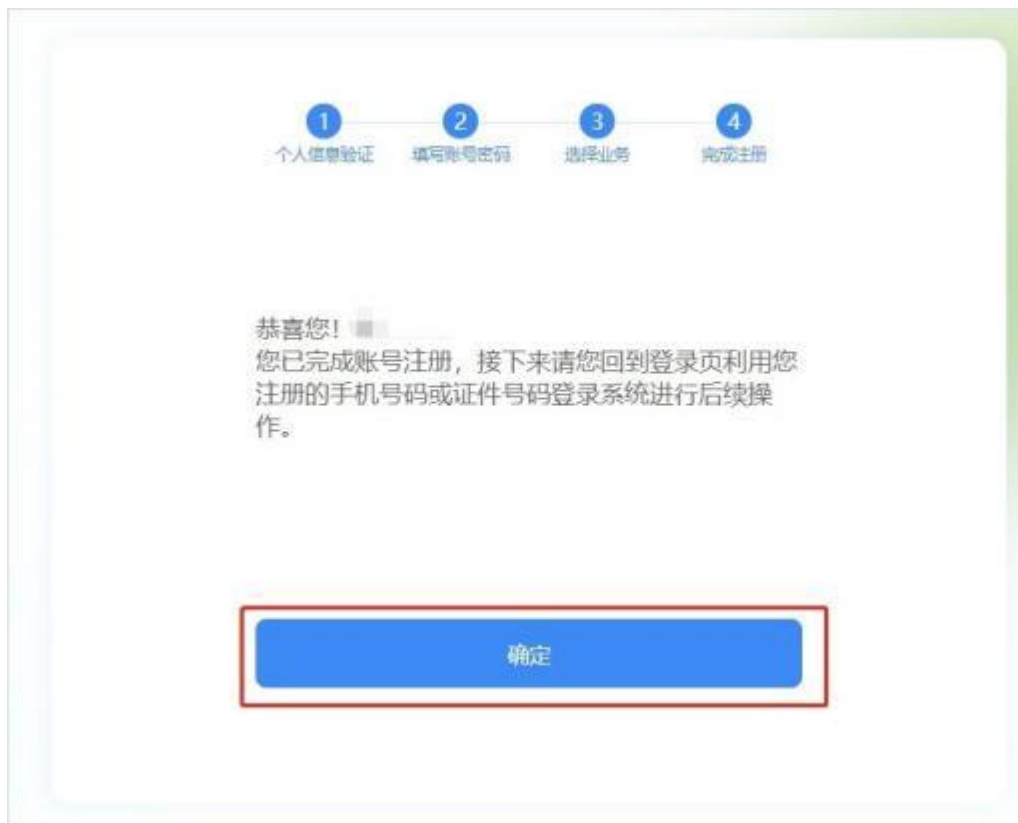 1
2
3
4
个人信息验证
填写账号密码
选择业务
完成注册
恭喜您!
您已完成账号注册，接下来请您回到登录页利用您
注册的手机号码或证件号码登录系统进行后续操
作。
确定